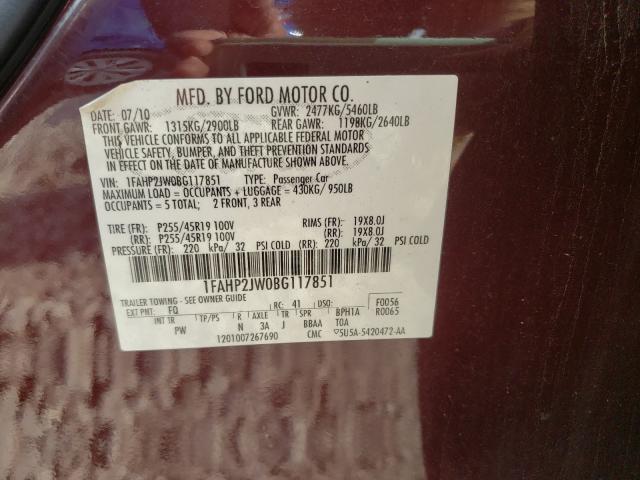 MFD. BY FORD MOTOR CO.
DATE: 07/10 GVWR: 2477KG/5460LB
FRONT GAWR: 1315KG/2900LB REAR GAWR: 1198KG/2640LB
THIS VEHICLE CONFORMS TO ALL APPLICABLE FEDERAL MOTOR
VEHICLE SAFETY, BUMPER, AND THEFT PREVENTION STANDARDS
IN EFFECT ON THE DATE OF MANUFACTURE SHOWN ABOVE.
VIN: 1FAHP2JW0BG117851 TYPE: Passenger Car
MAXIMUM LOAD = OCCUPANTS + LUGGAGE = 430KG/ 950LB
OCCUPANTS = 5 TOTAL: 2 FRONT, 3 REAR
TIRE (FR): P255/45R19 100V RIMS (FR): 19X8.0J
(RR): P255/45R19 100V (RR): 19X8.0J
PRESSURE (FR): 220 kPa/ 32 PSI COLD (RR): 220 kPa/ 32 PSI COLD
1FAHP2JW0BG117851
TRAILER TOWING - SEE OWNER GUIDE
EXT PNT: FQ RC: 41 DSO: F0056
INT TR TP/PS R AXLE TR SPR BPH1A R0065
PW N 3A J BBAA TOA
1201007267690 CMC 5U5A-5420472-AA